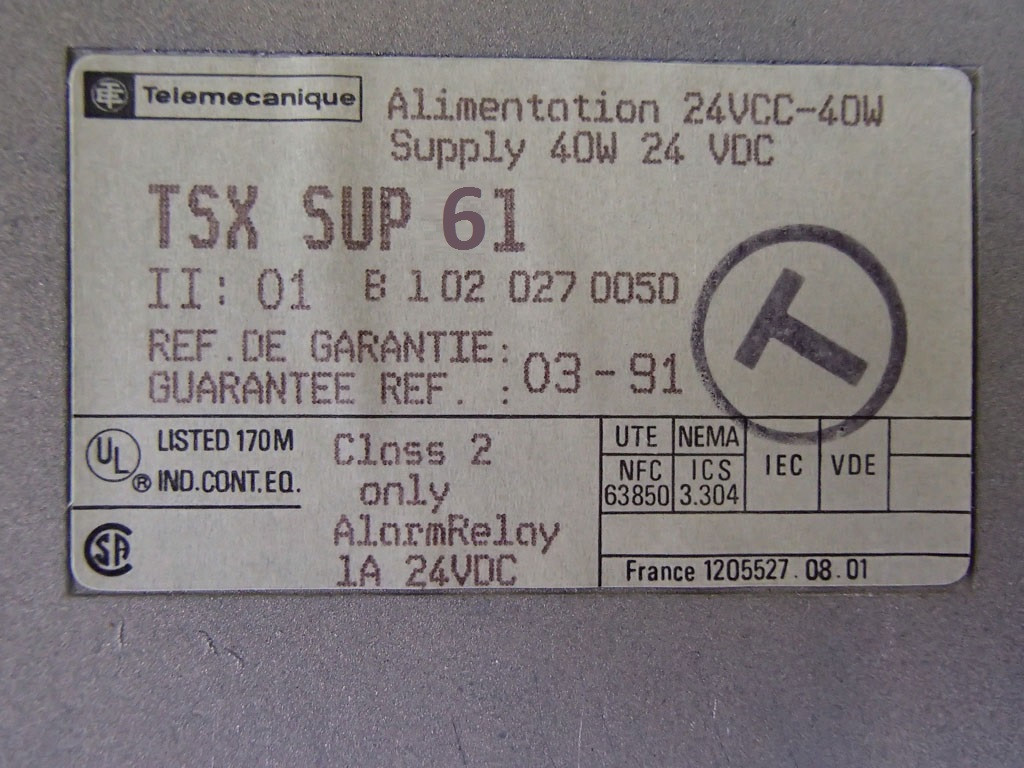 Telemecanique
Alimentation 24VCC-40W
Supply 40W 24 VDC
TSX SUP 61
II: 01 B 1 02 027 0050
REF.DE GARANTIE:
GUARANTEE REF. : 03-91
T
UL ® LISTED 170M
IND.CONT.EQ.
CSA
Class 2
only
AlarmRelay
1A 24VDC
UTE NEMA IEC VDE
NFC ICS
63850 3.304
France 1205527.08.01